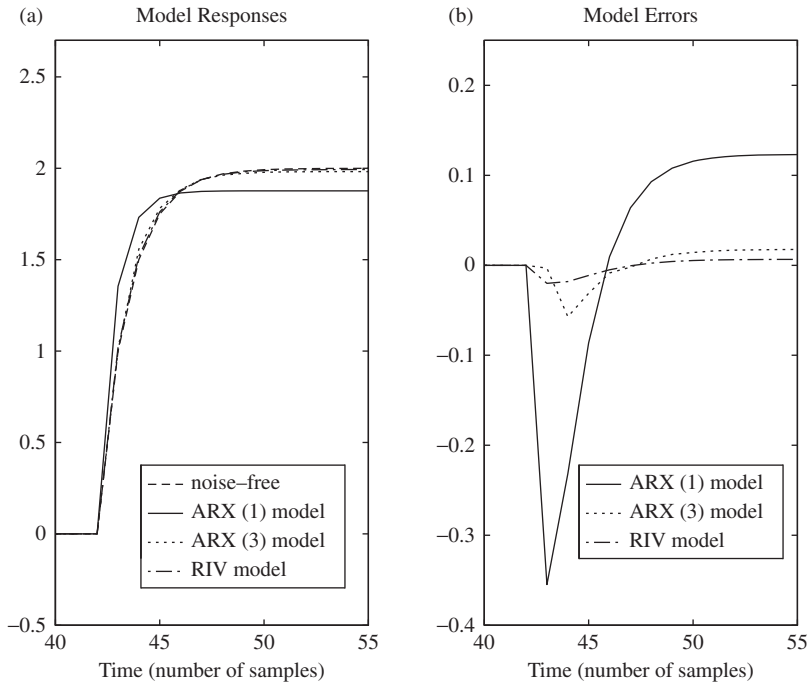 (a)
Model Responses
2.5
2
1.5
1
0.5
0
−0.5
40
45
50
55
Time (number of samples)
noise–free
ARX (1) model
ARX (3) model
RIV model
(b)
Model Errors
0.2
0.1
0
−0.1
−0.2
−0.3
−0.4
40
45
50
55
Time (number of samples)
ARX (1) model
ARX (3) model
RIV model